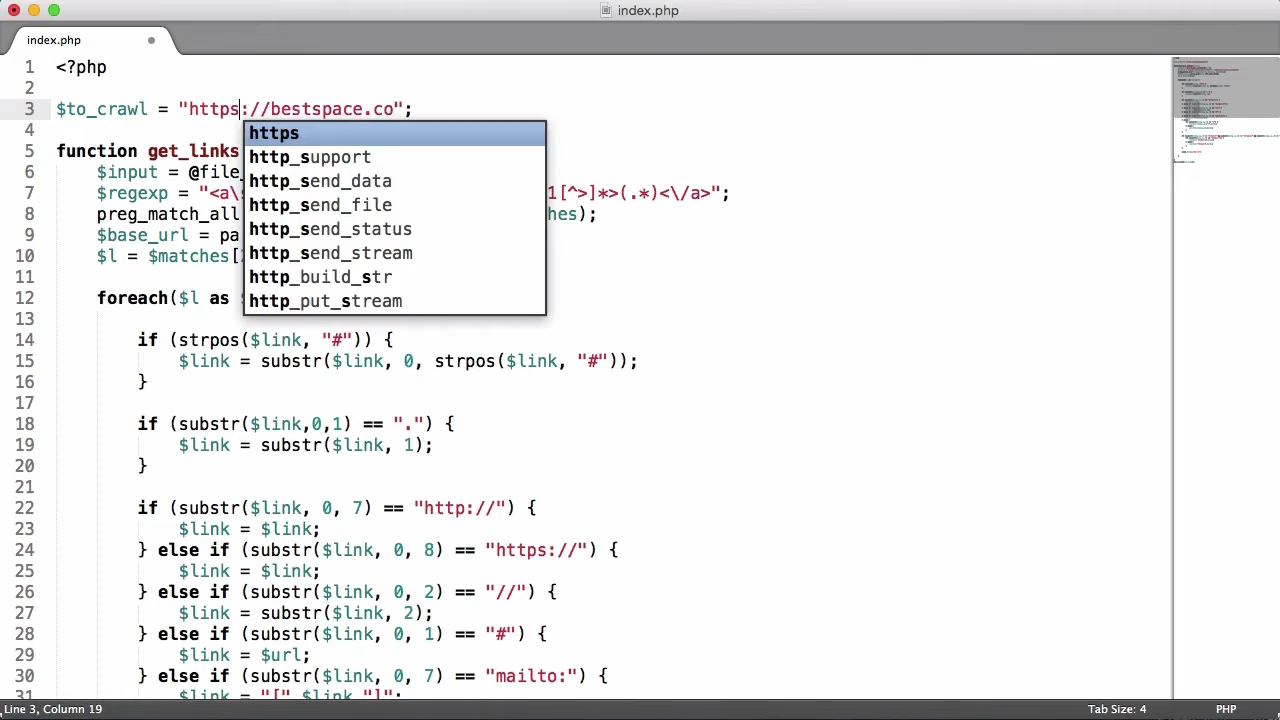 index.php
index.php
1 <?php
2
3 $to_crawl = "https://bestspace.co";
4
https
5 function get_links
http_support
6 $input = @file_
http_send_data
7 $regexp = "<a\ 1[^>]*>(.*)<\/a>";
http_send_file
8 preg_match_all hes);
http_send_status
9 $base_url = pa
http_send_stream
10 $l = $matches[
http_build_str
11
http_put_stream
12 foreach($l as
13
14 if (strpos($link, "#")) {
15 $link = substr($link, 0, strpos($link, "#"));
16 }
17
18 if (substr($link,0,1) == ".") {
19 $link = substr($link, 1);
20 }
21
22 if (substr($link, 0, 7) == "http://") {
23 $link = $link;
24 } else if (substr($link, 0, 8) == "https://") {
25 $link = $link;
26 } else if (substr($link, 0, 2) == "//") {
27 $link = substr($link, 2);
28 } else if (substr($link, 0, 1) == "#") {
29 $link = $url;
30 } else if (substr($link, 0, 7) == "mailto:") {
31 $link = "[".$link."]";
Line 3, Column 19
Tab Size: 4
PHP